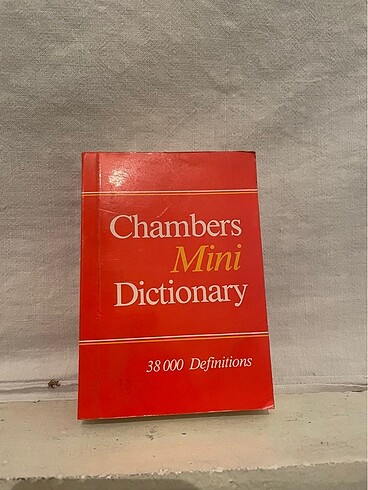 Chambers
Mini
Dictionary
38 000 Definitions